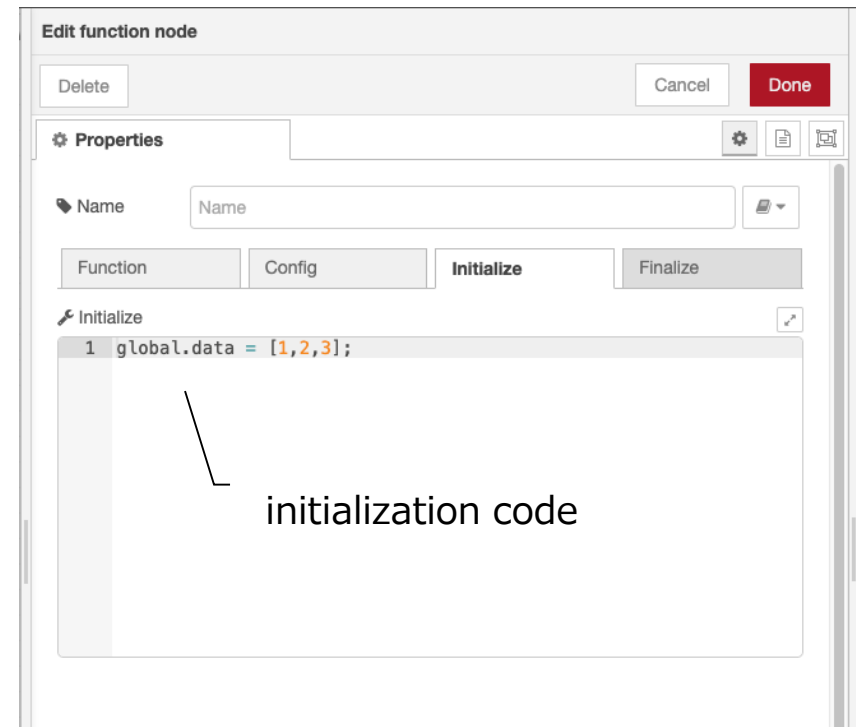 Edit function node
Delete Cancel Done
Properties
Name Name
Function Config Initialize Finalize
Initialize
1 global.data = [1,2,3];
initialization code